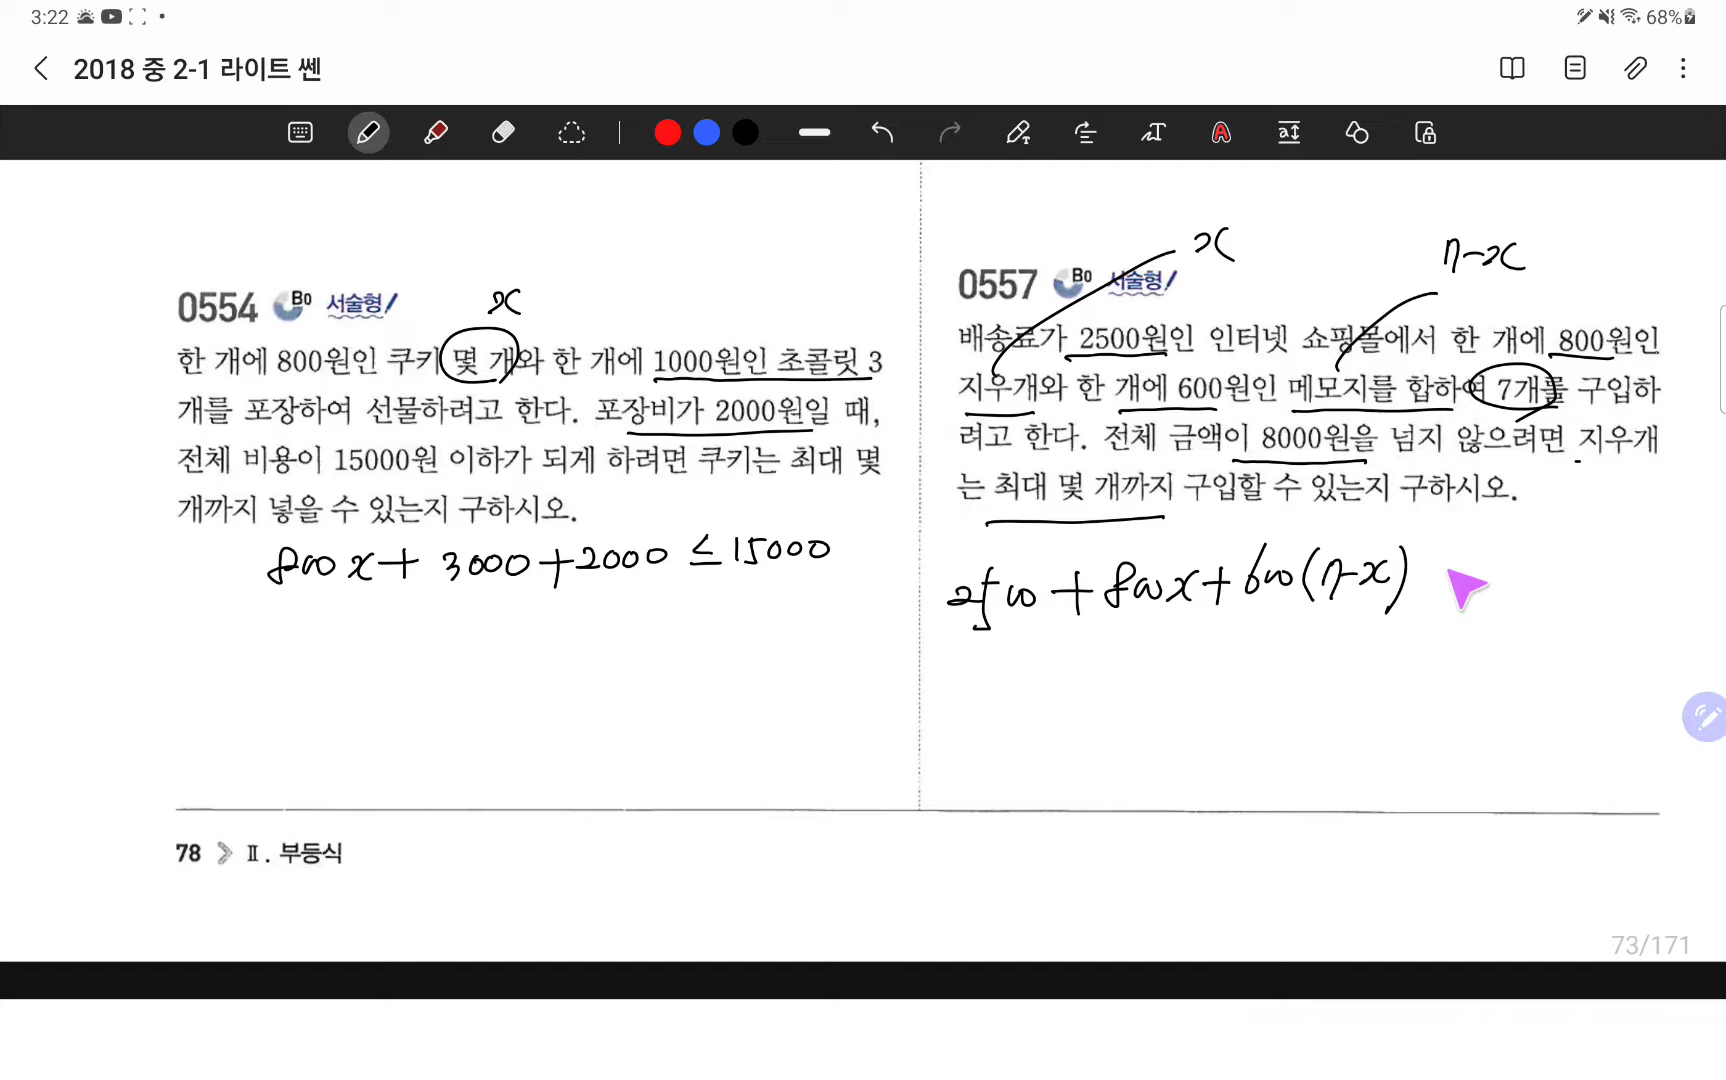 3:22
68%
2018 중 2-1 라이트 쎈
x
0554 B0 서술형
한 개에 800원인 쿠키 몇 개와 한 개에 1000원인 초콜릿 3
개를 포장하여 선물하려고 한다. 포장비가 2000원일 때,
전체 비용이 15000원 이하가 되게 하려면 쿠키는 최대 몇
개까지 넣을 수 있는지 구하시오.
800x + 3000 + 2000 ≤ 15000
x
7-x
0557 B0 서술형
배송료가 2500원인 인터넷 쇼핑몰에서 한 개에 800원인
지우개와 한 개에 600원인 메모지를 합하여 7개를 구입하
려고 한다. 전체 금액이 8000원을 넘지 않으려면 지우개
는 최대 몇 개까지 구입할 수 있는지 구하시오.
2500 + 800x + 600(7-x)
78 Ⅱ. 부등식
73/171